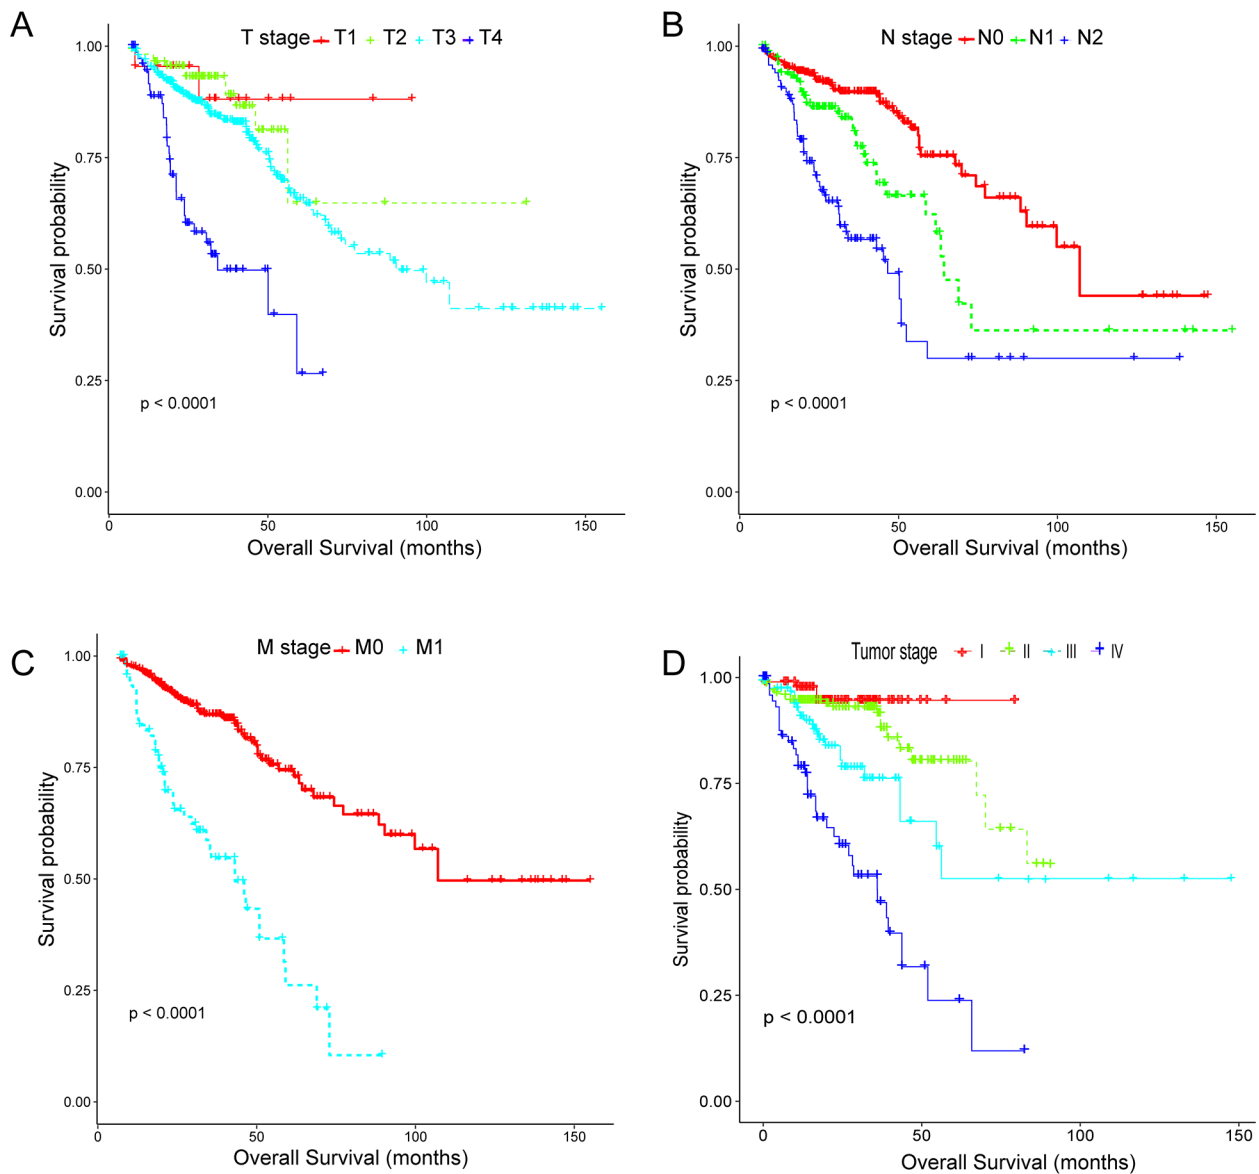 A
T stage T1 T2 T3 T4
1.00
0.75
0.50
0.25
0.00
Survival probability
p < 0.0001
0 50 100 150
Overall Survival (months)
B
N stage N0 N1 N2
1.00
0.75
0.50
0.25
0.00
Survival probability
p < 0.0001
0 50 100 150
Overall Survival (months)
C
M stage M0 M1
1.00
0.75
0.50
0.25
0.00
Survival probability
p < 0.0001
0 50 100 150
Overall Survival (months)
D
Tumor stage I II III IV
1.00
0.75
0.50
0.25
0.00
Survival probability
p < 0.0001
0 50 100 150
Overall Survival (months)